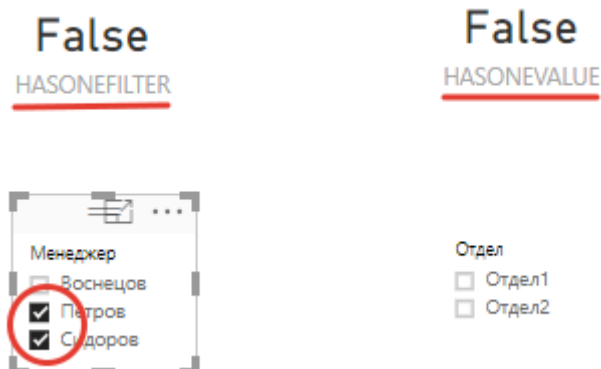 False
HASONEFILTER
False
HASONEVALUE
Менеджер
Воснецов
Петров
Сидоров
Отдел
Отдел1
Отдел2